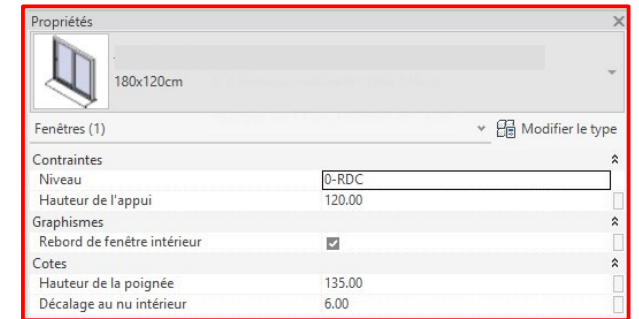 Propriétés
180x120cm
Fenêtres (1) Modifier le type
Contraintes
Niveau 0-RDC
Hauteur de l'appui 120.00
Graphismes
Rebord de fenêtre intérieur
Cotes
Hauteur de la poignée 135.00
Décalage au nu intérieur 6.00